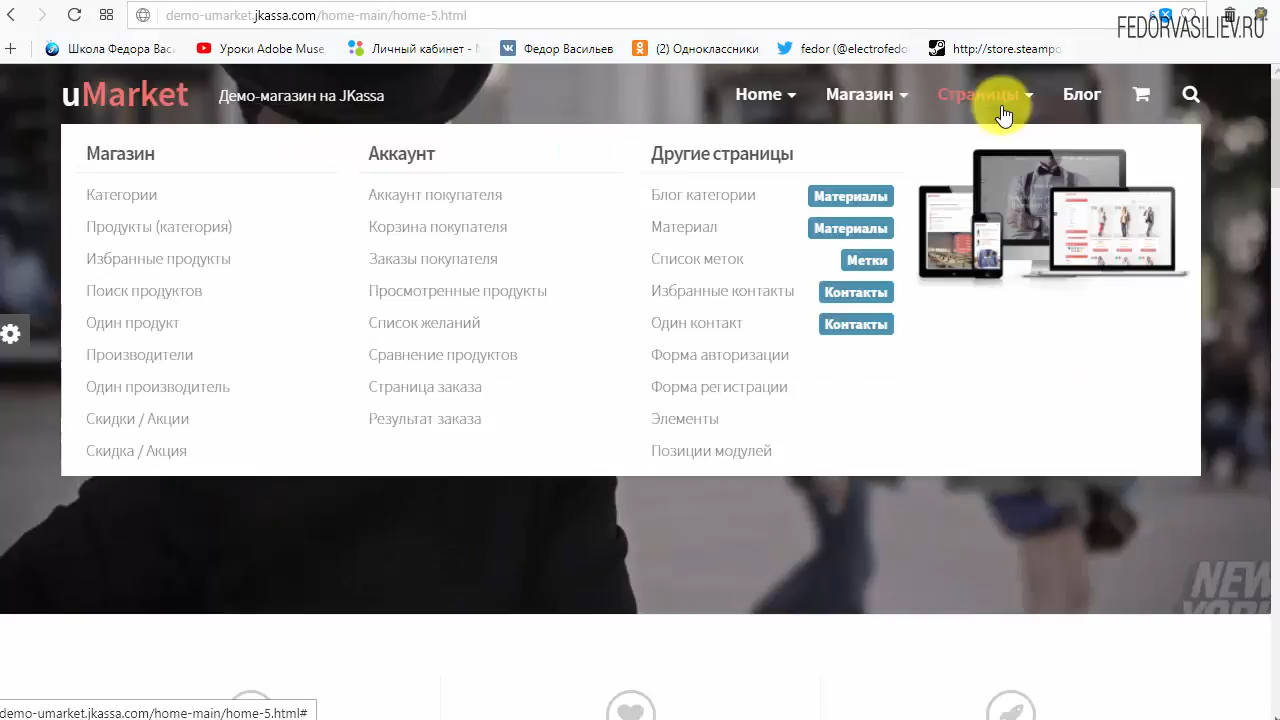 demo-umarket.jkassa.com/home-main/home-5.html
6
FEDORVASILIEV.RU
Школа Федора Вас
Уроки Adobe Muse
Личный кабинет -
Федор Васильев
(2) Одноклассники
fedor (@electrofedo
http://store.steampo
uMarket
Демо-магазин на JKassa
Home
Магазин
Страницы
Блог
Магазин
Категории
Продукты (категория)
Избранные продукты
Поиск продуктов
Один продукт
Производители
Один производитель
Скидки / Акции
Скидка / Акция
Аккаунт
Аккаунт покупателя
Корзина покупателя
Заказы покупателя
Просмотренные продукты
Список желаний
Сравнение продуктов
Страница заказа
Результат заказа
Другие страницы
Блог категории Материалы
Материал Материалы
Список меток Метки
Избранные контакты Контакты
Один контакт Контакты
Форма авторизации
Форма регистрации
Элементы
Позиции модулей
NEW
YORK
demo-umarket.jkassa.com/home-main/home-5.html#